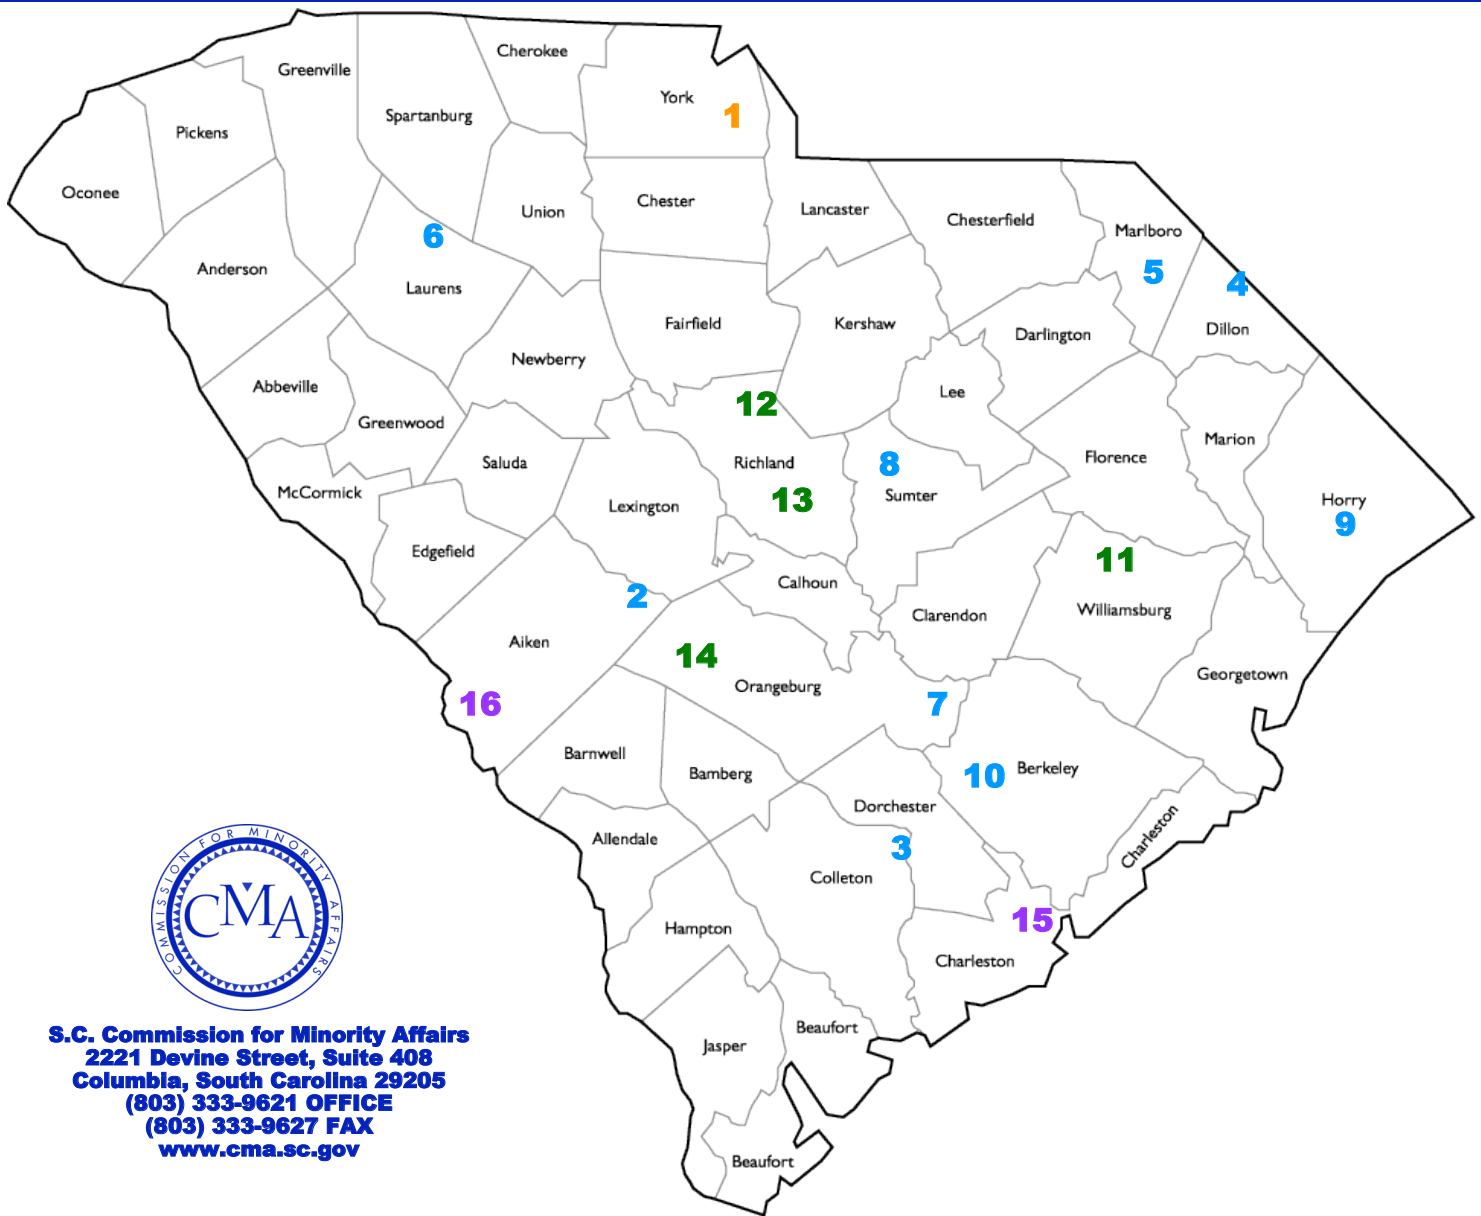 Cherokee
Greenville
York
1
Spartanburg
Pickens
Oconee
Chester
Union
Lancaster
Chesterfield
Marlboro
6
Anderson
5
4
Laurens
Fairfield
Kershaw
Darlington
Dillon
Newberry
Abbeville
Lee
12
Greenwood
Marion
Saluda
Richland
8
Florence
McCormick
Sumter
13
Lexington
Horry
9
Edgefield
11
Calhoun
2
Clarendon
Williamsburg
Aiken
14
Orangeburg
Georgetown
16
7
Barnwell
Bamberg
10
Berkeley
Dorchester
Allendale
3
Charleston
Colleton
Hampton
15
Charleston
Beaufort
Jasper
Beaufort
COMMISSION FOR MINORITY AFFAIRS
CMA
S.C. Commission for Minority Affairs
2221 Devine Street, Suite 408
Columbia, South Carolina 29205
(803) 333-9621 OFFICE
(803) 333-9627 FAX
www.cma.sc.gov